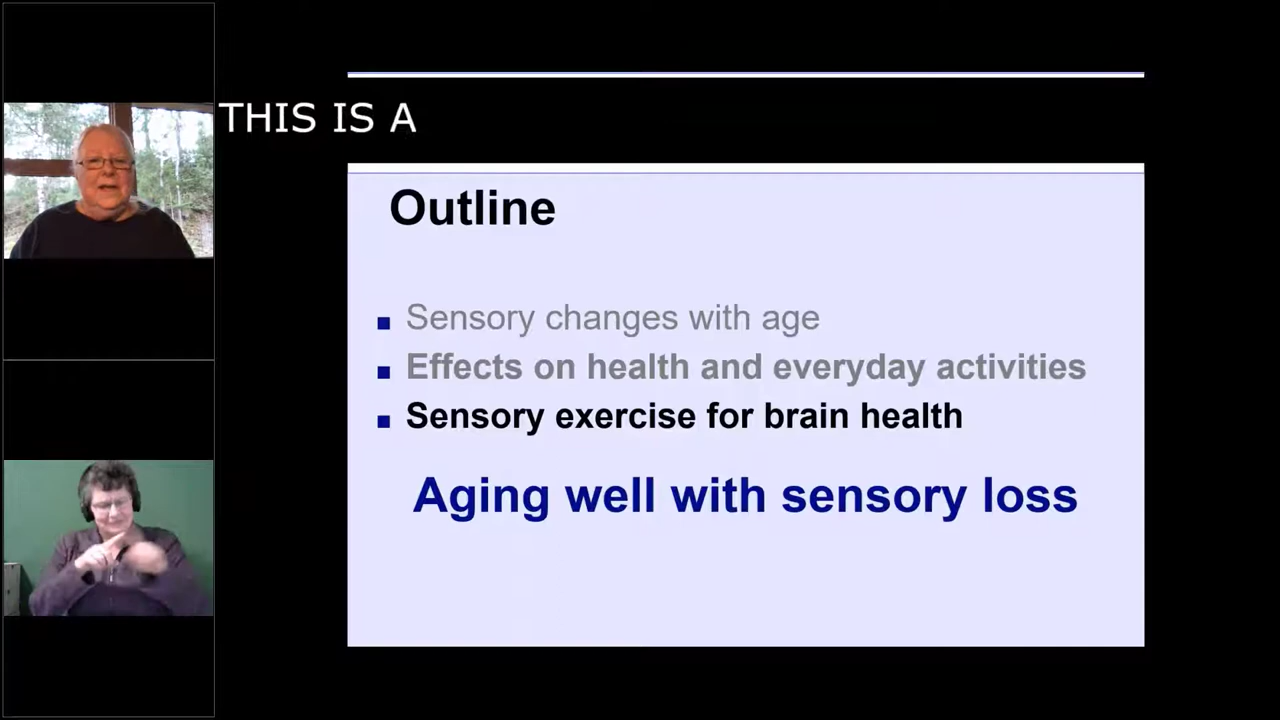 THIS IS A
Outline
Sensory changes with age
Effects on health and everyday activities
Sensory exercise for brain health
Aging well with sensory loss